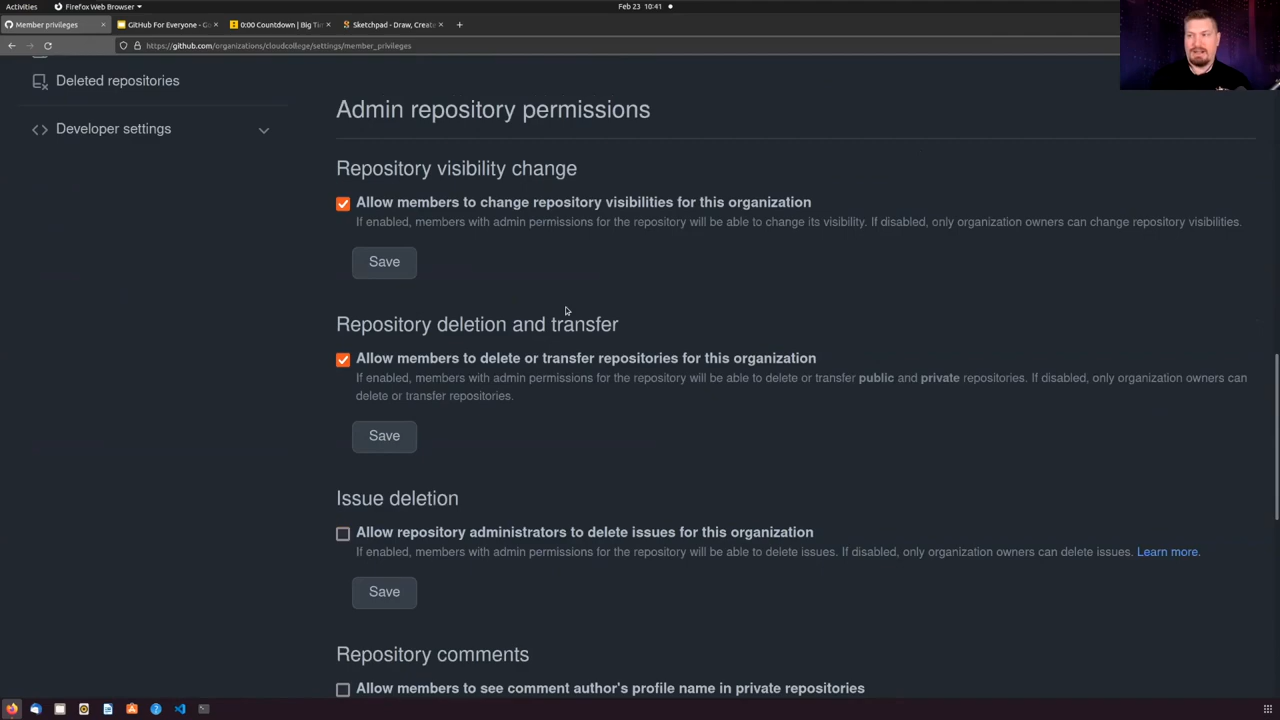 Activities
Firefox Web Browser
Feb 23 10:41
Member privileges
GitHub For Everyone - Go
0:00 Countdown | Big Ti
Sketchpad - Draw, Create
https://github.com/organizations/cloudcollege/settings/member_privileges
Deleted repositories
Developer settings
Admin repository permissions
Repository visibility change
Allow members to change repository visibilities for this organization
If enabled, members with admin permissions for the repository will be able to change its visibility. If disabled, only organization owners can change repository visibilities.
Save
Repository deletion and transfer
Allow members to delete or transfer repositories for this organization
If enabled, members with admin permissions for the repository will be able to delete or transfer public and private repositories. If disabled, only organization owners can
delete or transfer repositories.
Save
Issue deletion
Allow repository administrators to delete issues for this organization
If enabled, members with admin permissions for the repository will be able to delete issues. If disabled, only organization owners can delete issues. Learn more.
Save
Repository comments
Allow members to see comment author's profile name in private repositories